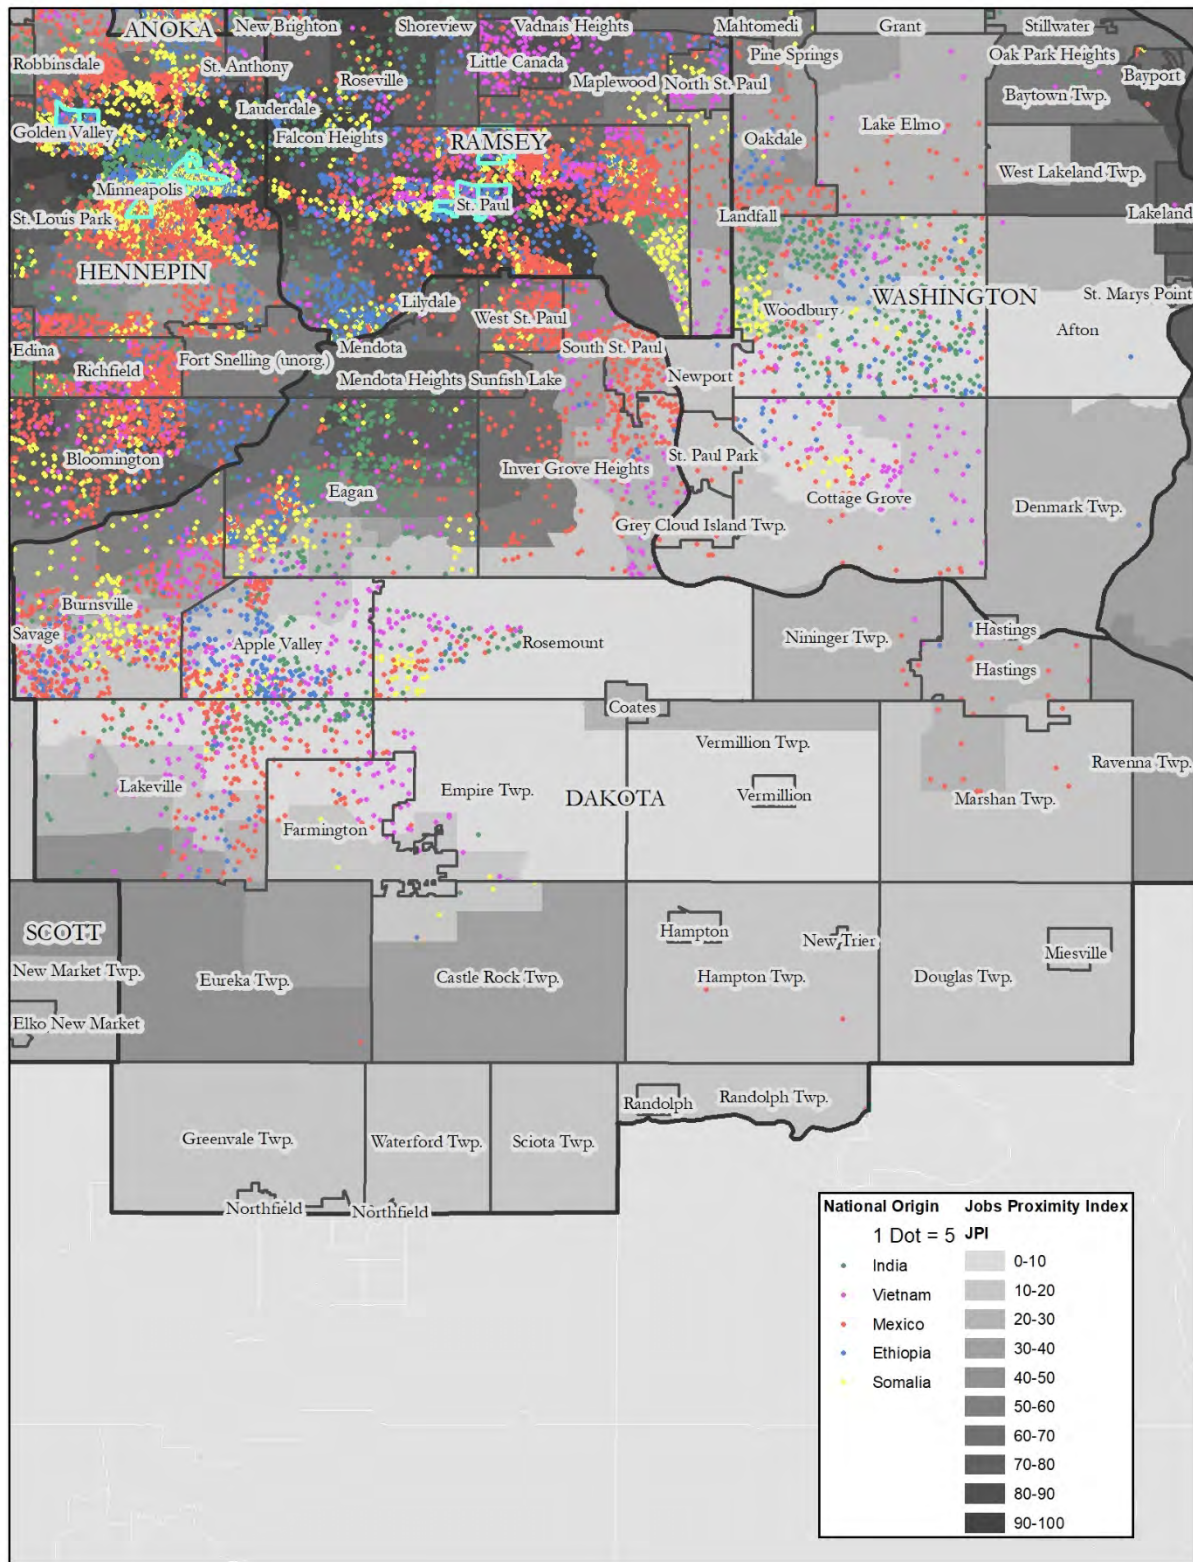 ANOKA
New Brighton
Shoreview
Vadnais Heights
Mahtomedi
Grant
Stillwater
Robbinsdale
St. Anthony
Roseville
Little Canada
Maplewood
North St. Paul
Pine Springs
Oak Park Heights
Bayport
Baytown Twp.
Golden Valley
Lauderdale
Falcon Heights
RAMSEY
Oakdale
Lake Elmo
Minneapolis
St. Paul
West Lakeland Twp.
St. Louis Park
Landfall
Lakeland
HENNEPIN
Lilydale
West St. Paul
Woodbury
WASHINGTON
St. Marys Point
Afton
Edina
Richfield
Fort Snelling (unorg.)
Mendota
South St. Paul
Mendota Heights
Sunfish Lake
Newport
Bloomington
Eagan
Inver Grove Heights
St. Paul Park
Cottage Grove
Grey Cloud Island Twp.
Denmark Twp.
Burnsville
Savage
Apple Valley
Rosemount
Nininger Twp.
Hastings
Hastings
Coates
Vermillion Twp.
Ravenna Twp.
Lakeville
Empire Twp.
DAKOTA
Vermillion
Marshan Twp.
Farmington
SCOTT
Hampton
New Trier
Miesville
New Market Twp.
Eureka Twp.
Castle Rock Twp.
Hampton Twp.
Douglas Twp.
Elko New Market
Randolph
Randolph Twp.
Greenvale Twp.
Waterford Twp.
Sciota Twp.
Northfield
Northfield
National Origin
1 Dot = 5
India
Vietnam
Mexico
Ethiopia
Somalia
Jobs Proximity Index
JPI
0-10
10-20
20-30
30-40
40-50
50-60
60-70
70-80
80-90
90-100